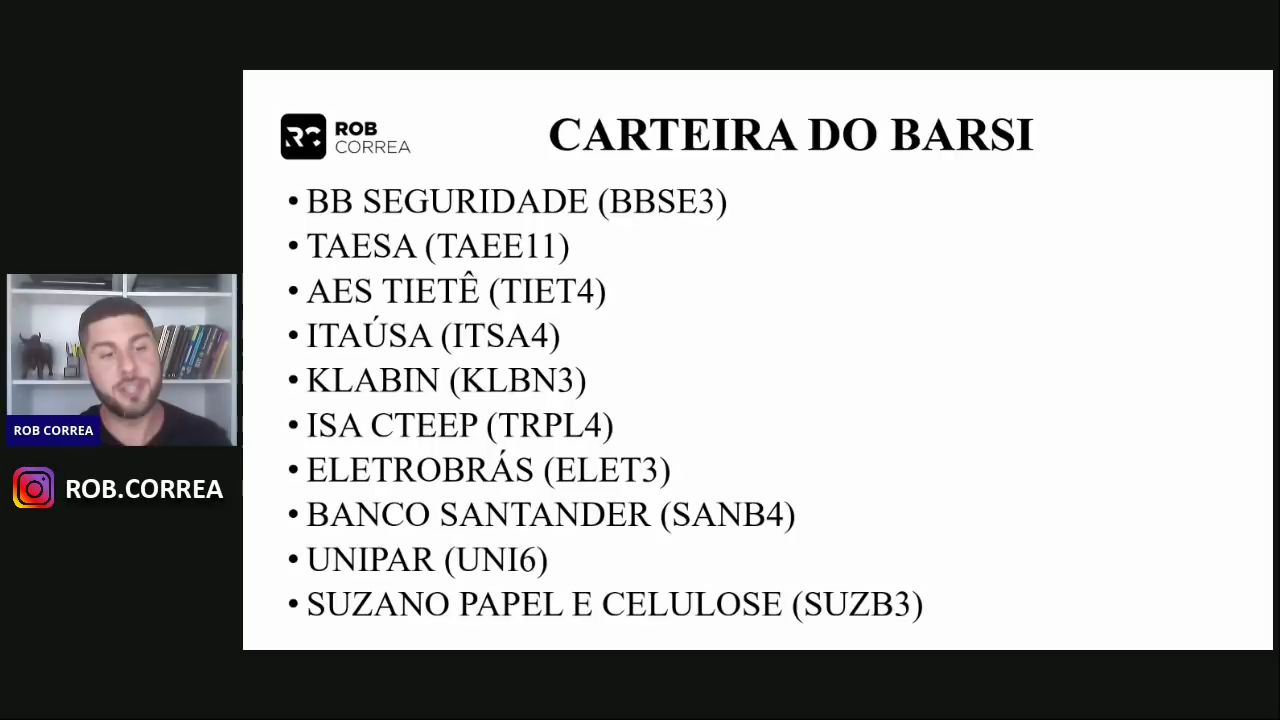 ROB
CORREA
CARTEIRA DO BARSI
• BB SEGURIDADE (BBSE3)
• TAESA (TAEE11)
• AES TIETÊ (TIET4)
• ITAÚSA (ITSA4)
• KLABIN (KLBN3)
• ISA CTEEP (TRPL4)
• ELETROBRÁS (ELET3)
• BANCO SANTANDER (SANB4)
• UNIPAR (UNI6)
• SUZANO PAPEL E CELULOSE (SUZB3)
ROB CORREA
ROB.CORREA